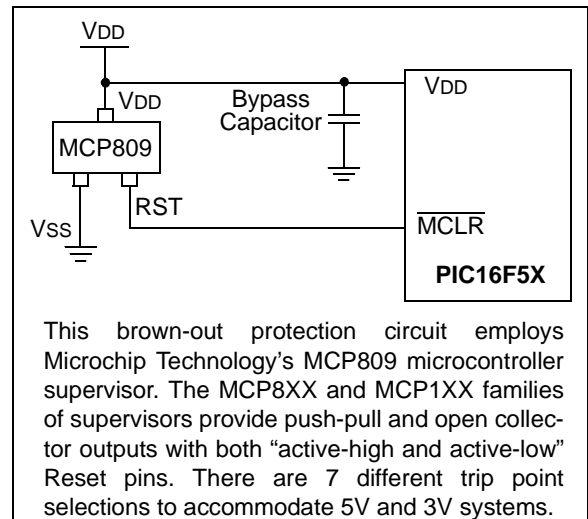 VDD
VDD
Bypass
Capacitor
VDD
MCP809
RST
VSS
MCLR
PIC16F5X
This brown-out protection circuit employs
Microchip Technology’s MCP809 microcontroller
supervisor. The MCP8XX and MCP1XX families
of supervisors provide push-pull and open collec-
tor outputs with both “active-high and active-low”
Reset pins. There are 7 different trip point
selections to accommodate 5V and 3V systems.